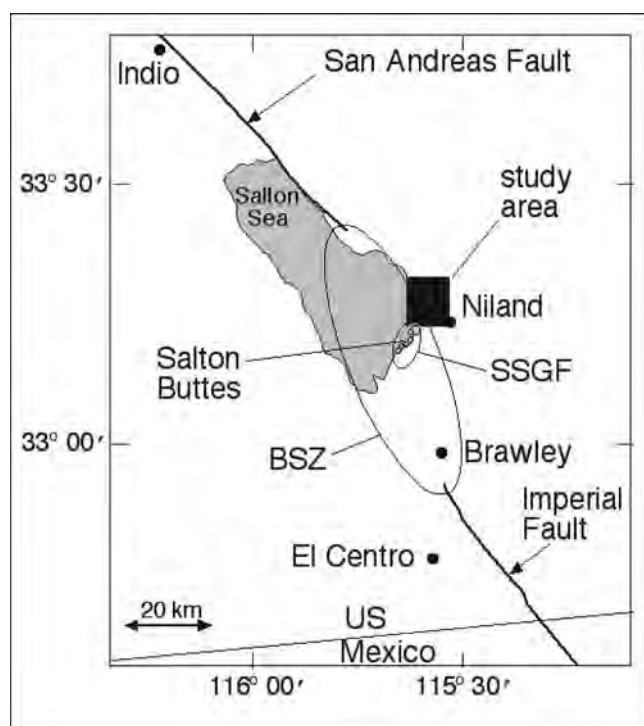 Indio
San Andreas Fault
33° 30′
Sallon
Sea
study
area
Niland
Salton
Buttes
SSGF
33° 00′
BSZ
Brawley
Imperial
Fault
El Centro
20 km
US
Mexico
116° 00′
115° 30′